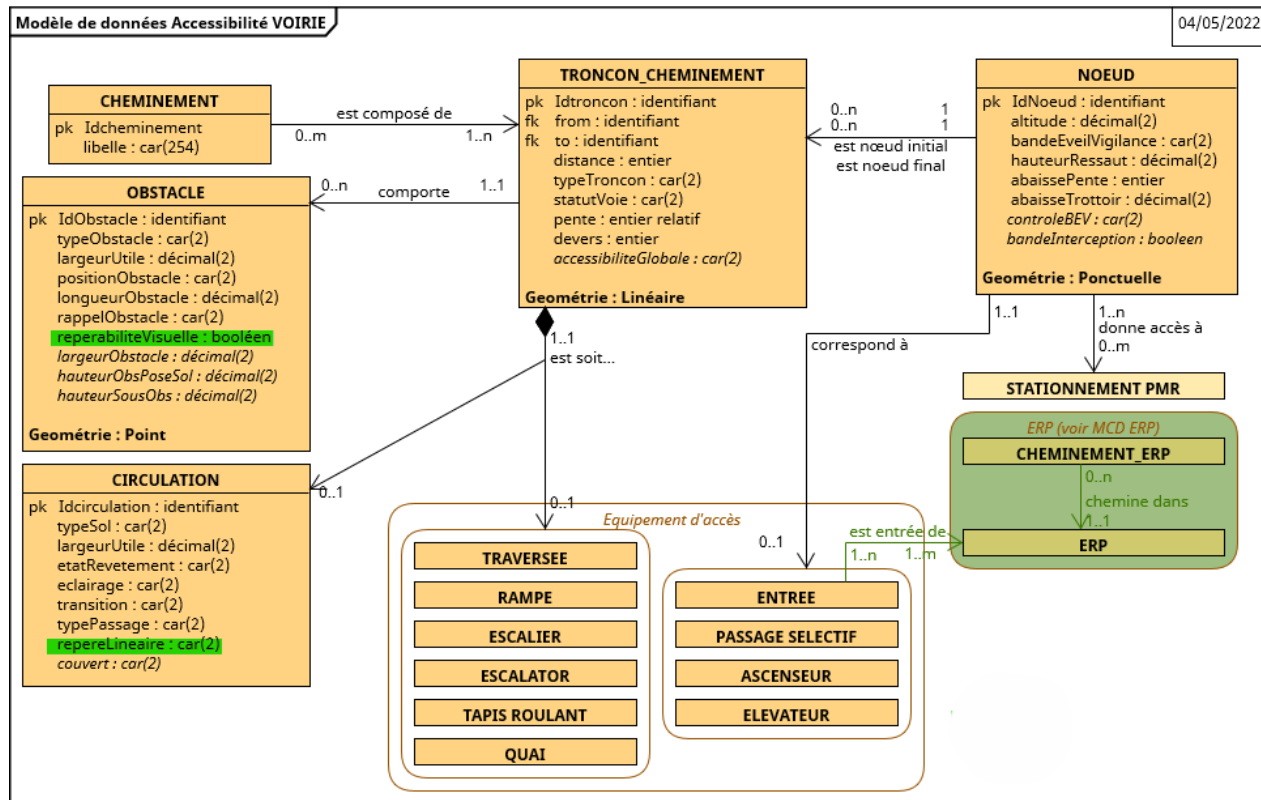 Modèle de données Accessibilité VOIRIE
04/05/2022
CHEMINEMENT
pk Idcheminement
libelle : car(254)
est composé de
0..m
1..n
TRONCON_CHEMINEMENT
pk Idtroncon : identifiant
fk from : identifiant
fk to : identifiant
distance : entier
typeTroncon : car(2)
statutVoie : car(2)
pente : entier relatif
devers : entier
accessibiliteGlobale : car(2)
Geométrie : Linéaire
0..n 1
0..n 1
est nœud initial
est noeud final
NOEUD
pk IdNoeud : identifiant
altitude : décimal(2)
bandeEveilVigilance : car(2)
hauteurRessaut : décimal(2)
abaissePente : entier
abaisseTrottoir : décimal(2)
controleBEV : car(2)
bandeInterception : booleen
Geométrie : Ponctuelle
0..n
1..1
comporte
OBSTACLE
pk IdObstacle : identifiant
typeObstacle : car(2)
largeurUtile : décimal(2)
positionObstacle : car(2)
longueurObstacle : décimal(2)
rappelObstacle : car(2)
reperabiliteVisuelle : booléen
largeurObstacle : décimal(2)
hauteurObsPoseSol : décimal(2)
hauteurSousObs : décimal(2)
Geométrie : Point
1..1
est soit...
0..1
0..1
1..1
correspond à
0..1
1..n
donne accès à
0..m
STATIONNEMENT PMR
ERP (voir MCD ERP)
CHEMINEMENT_ERP
0..n
chemine dans
1..1
ERP
est entrée de
1..n
1..m
CIRCULATION
pk Idcirculation : identifiant
typeSol : car(2)
largeurUtile : décimal(2)
etatRevetement : car(2)
eclairage : car(2)
transition : car(2)
typePassage : car(2)
repereLineaire : car(2)
couvert : car(2)
Equipement d'accès
TRAVERSEE
RAMPE
ESCALIER
ESCALATOR
TAPIS ROULANT
QUAI
ENTREE
PASSAGE SELECTIF
ASCENSEUR
ELEVATEUR